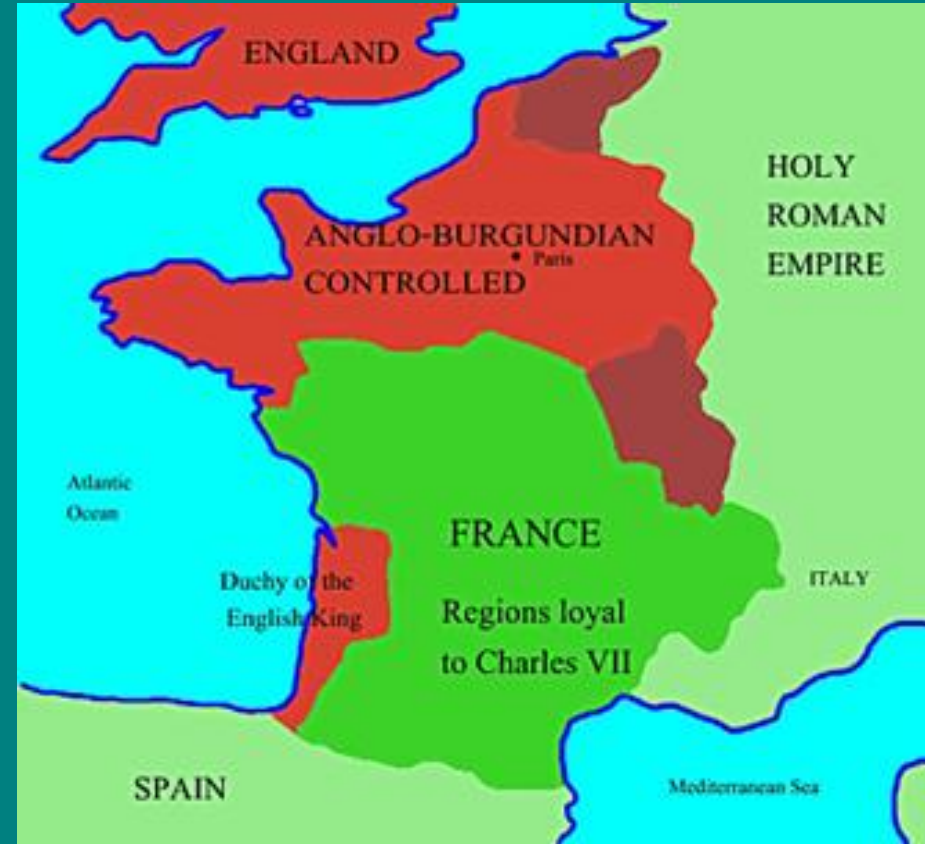 ENGLAND
HOLY
ROMAN
EMPIRE
ANGLO-BURGUNDIAN
CONTROLLED
Paris
Atlantic
Ocean
FRANCE
Duchy of the
English King
ITALY
Regions loyal
to Charles VII
SPAIN
Mediterranean Sea